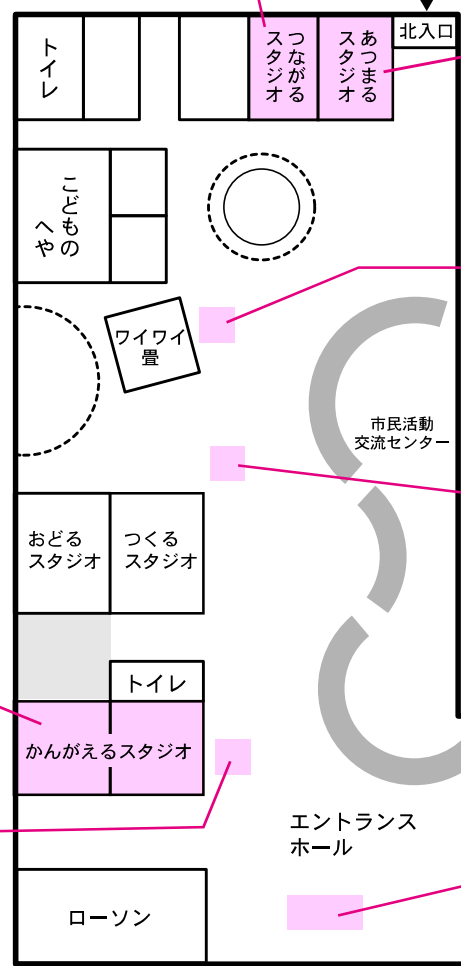 北入口
トイレ
つながる
スタジオ
あつまる
スタジオ
こどもの
へや
ワイワイ
畳
市民活動
交流センター
おどる
スタジオ
つくる
スタジオ
トイレ
かんがえるスタジオ
エントランス
ホール
ローソン